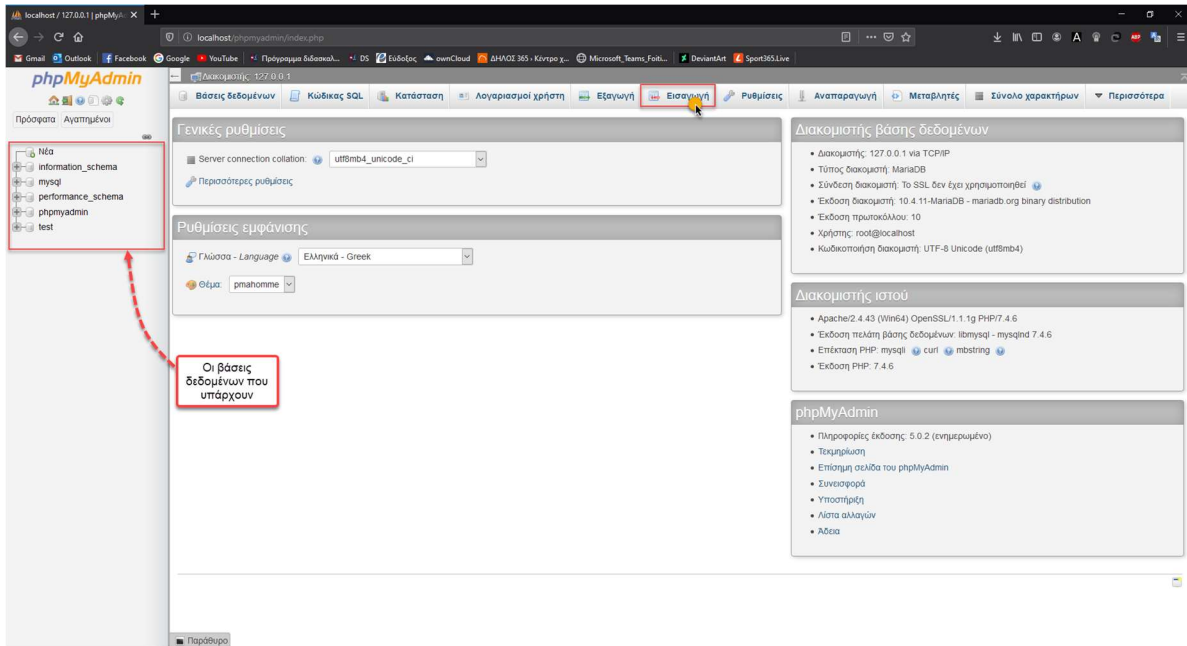 localhost / 127.0.0.1 | phpMyA
localhost/phpmyadmin/index.php
Gmail Outlook Facebook Google YouTube Πρόγραμμα διδασκαλ... DS Εύδοξος ownCloud ΔΗΛΟΣ 365 - Κέντρο χ... Microsoft_Teams_Foiti... DeviantArt Sport365.Live
phpMyAdmin
Πρόσφατα Αγαπημένοι
Νέα
information_schema
mysql
performance_schema
phpmyadmin
test
Οι βάσεις
δεδομένων που
υπάρχουν
Διακομιστής: 127.0.0.1
Βάσεις δεδομένων Κώδικας SQL Κατάσταση Λογαριασμοί χρήστη Εξαγωγή Εισαγωγή Ρυθμίσεις Αναπαραγωγή Μεταβλητές Σύνολο χαρακτήρων Περισσότερα
Γενικές ρυθμίσεις
Server connection collation: utf8mb4_unicode_ci
Περισσότερες ρυθμίσεις
Ρυθμίσεις εμφάνισης
Γλώσσα - Language Ελληνικά - Greek
Θέμα: pmahomme
Διακομιστής βάσης δεδομένων
• Διακομιστής: 127.0.0.1 via TCP/IP
• Τύπος διακομιστή: MariaDB
• Σύνδεση διακομιστή: Το SSL δεν έχει χρησιμοποιηθεί
• Έκδοση διακομιστή: 10.4.11-MariaDB - mariadb.org binary distribution
• Έκδοση πρωτοκόλλου: 10
• Χρήστης: root@localhost
• Κωδικοποίηση διακομιστή: UTF-8 Unicode (utf8mb4)
Διακομιστής ιστού
• Apache/2.4.43 (Win64) OpenSSL/1.1.1g PHP/7.4.6
• Έκδοση πελάτη βάσης δεδομένων: libmysql - mysqlnd 7.4.6
• Επέκταση PHP: mysqli curl mbstring
• Έκδοση PHP: 7.4.6
phpMyAdmin
• Πληροφορίες έκδοσης: 5.0.2 (ενημερωμένο)
• Τεκμηρίωση
• Επίσημη σελίδα του phpMyAdmin
• Συνεισφορά
• Υποστήριξη
• Λίστα αλλαγών
• Άδεια
Παράθυρο